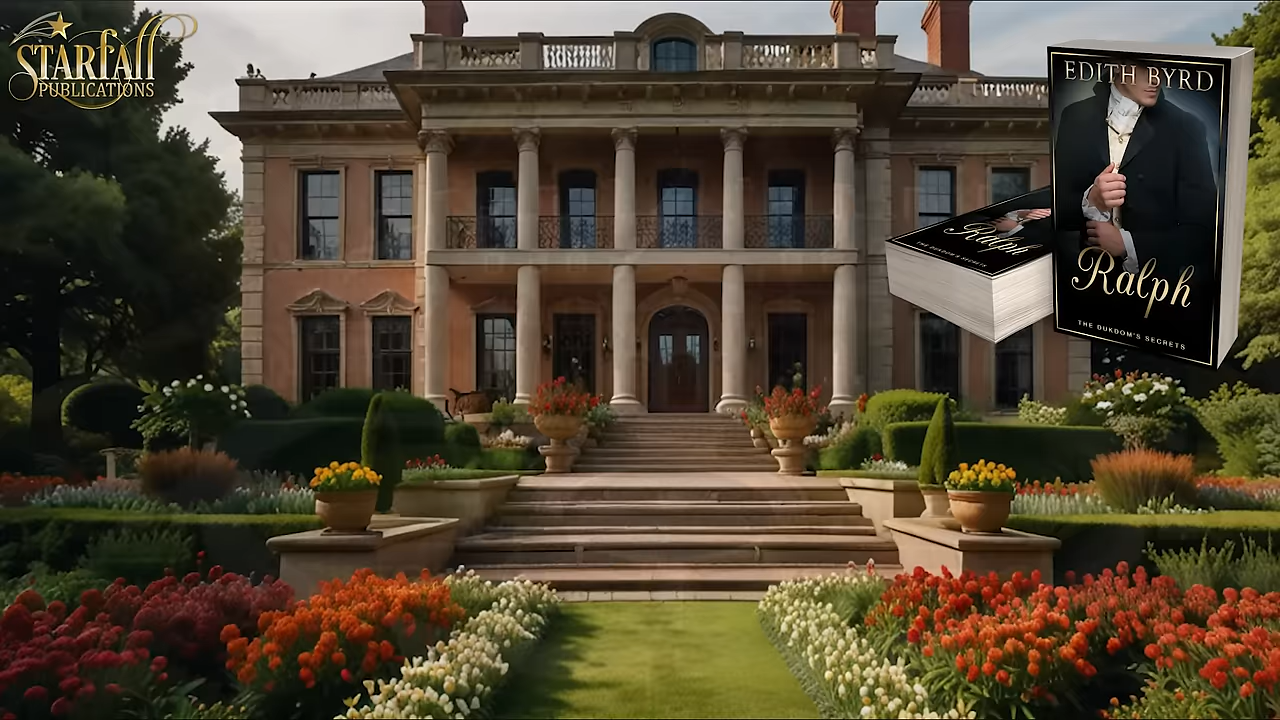 STARfall
PUBLICATIONS
EDITH BYRD
Ralph
THE DUKDOM'S SECRETS
Ralph
THE DUKDOM'S SECRETS